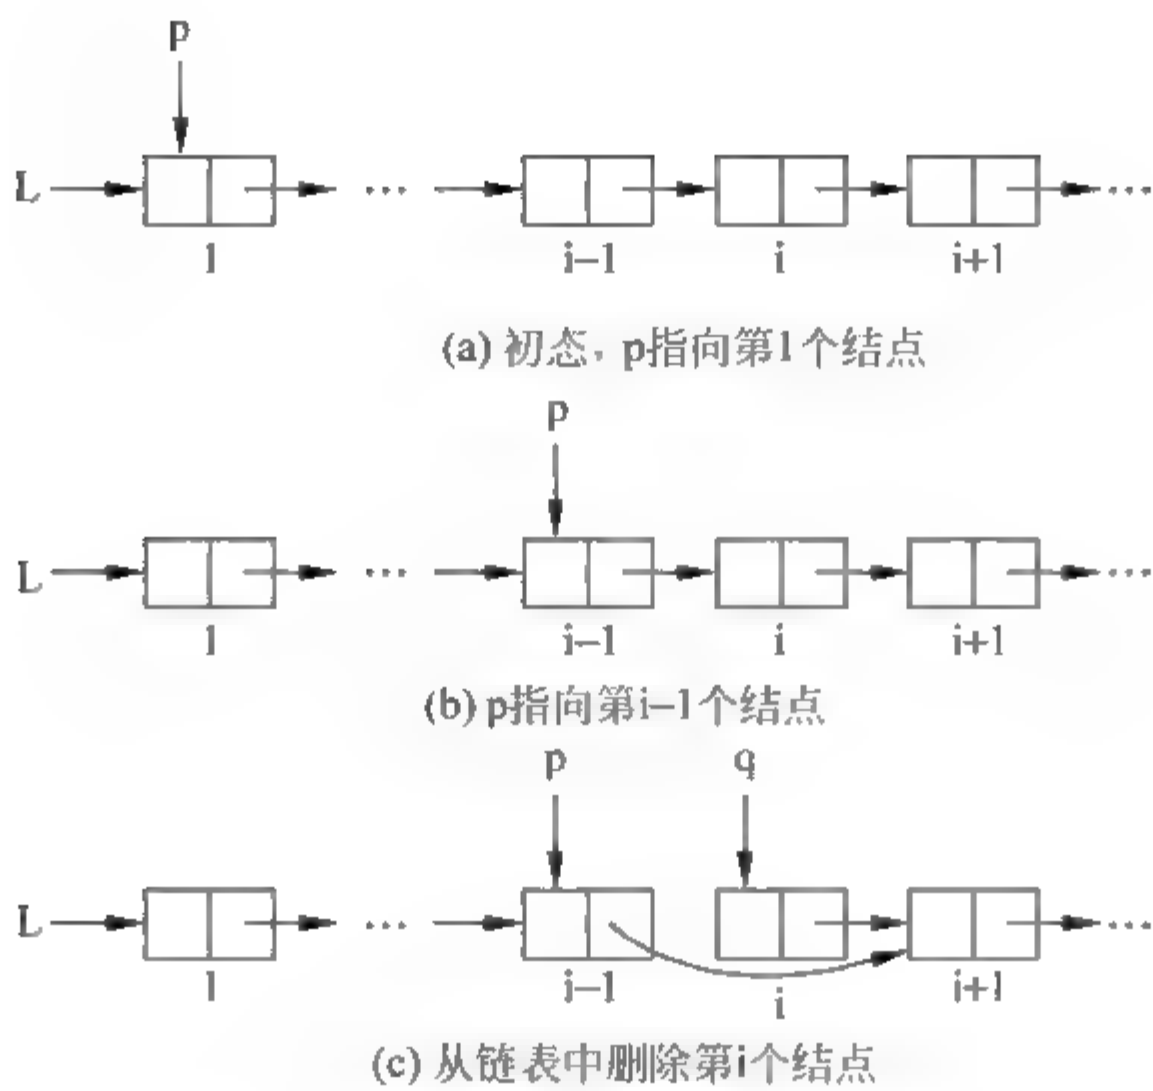 p
L ... ...
1 i-1 i i+1
(a) 初态，p指向第1个结点
p
L ... ...
1 i-1 i i+1
(b) p指向第i-1个结点
p q
L ... ...
1 i-1 i i+1
(c) 从链表中删除第i个结点